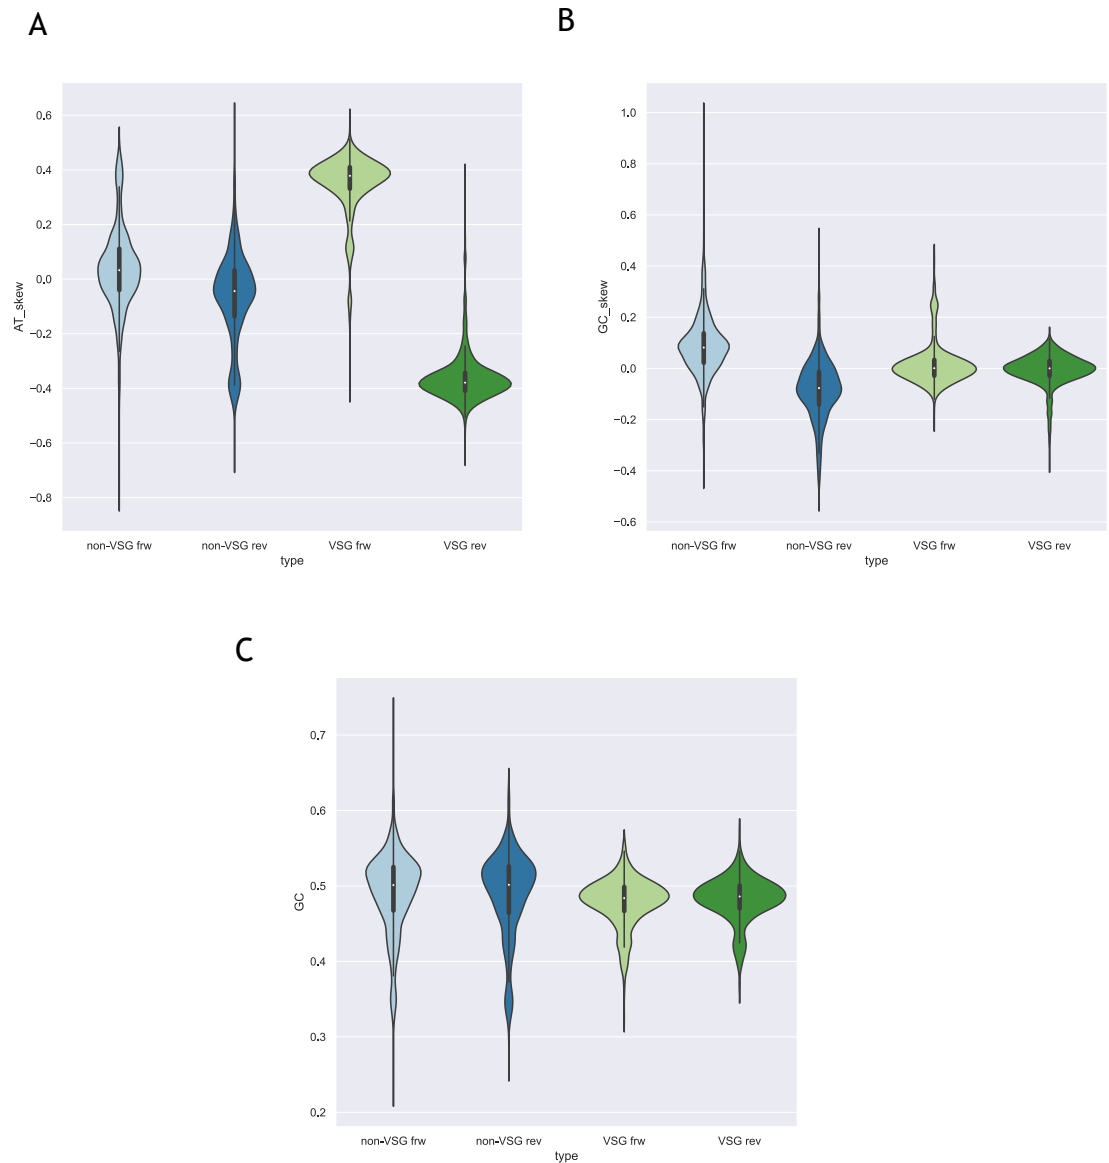 A
0.6
0.4
0.2
0.0
−0.2
−0.4
−0.6
−0.8
AT_skew
non-VSG frw non-VSG rev VSG frw VSG rev
type
B
1.0
0.8
0.6
0.4
0.2
0.0
−0.2
−0.4
−0.6
GC_skew
non-VSG frw non-VSG rev VSG frw VSG rev
type
C
0.7
0.6
0.5
0.4
0.3
0.2
GC
non-VSG frw non-VSG rev VSG frw VSG rev
type